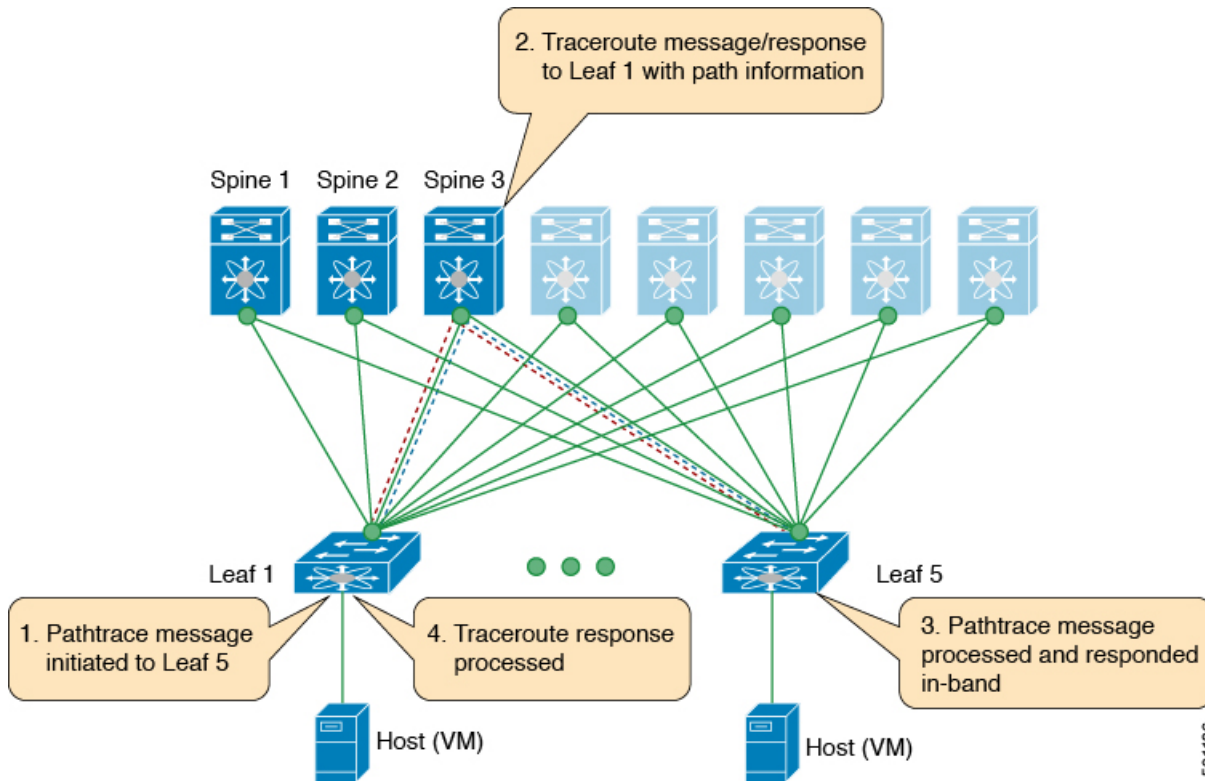 2. Traceroute message/response
to Leaf 1 with path information
Spine 1
Spine 2
Spine 3
Leaf 1
Leaf 5
1. Pathtrace message
initiated to Leaf 5
4. Traceroute response
processed
3. Pathtrace message
processed and responded
in-band
Host (VM)
Host (VM)